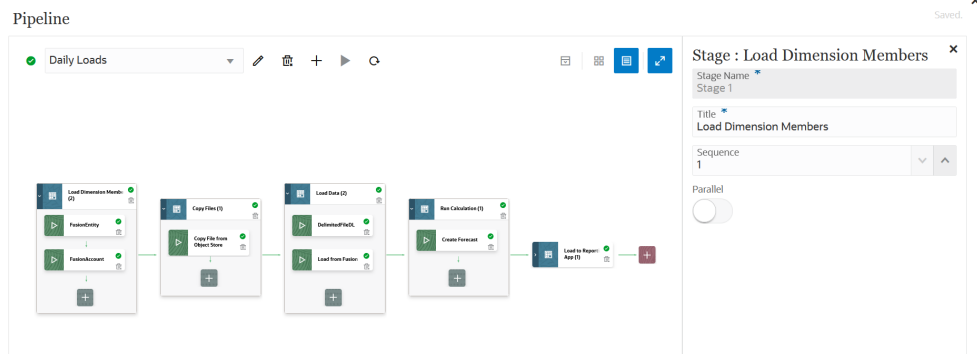 Pipeline
Saved.
Daily Loads
Load Dimension Membe
(2)
FusionEntity
FusionAccount
Copy Files (1)
Copy File from
Object Store
Load Data (2)
DelimitedFileDL
Load from Fusion
Run Calculation (1)
Create Forecast
Load to Report
App (1)
Stage : Load Dimension Members
Stage Name *
Stage 1
Title *
Load Dimension Members
Sequence
1
Parallel